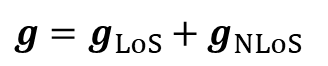 g = g_LoS + g_NLoS